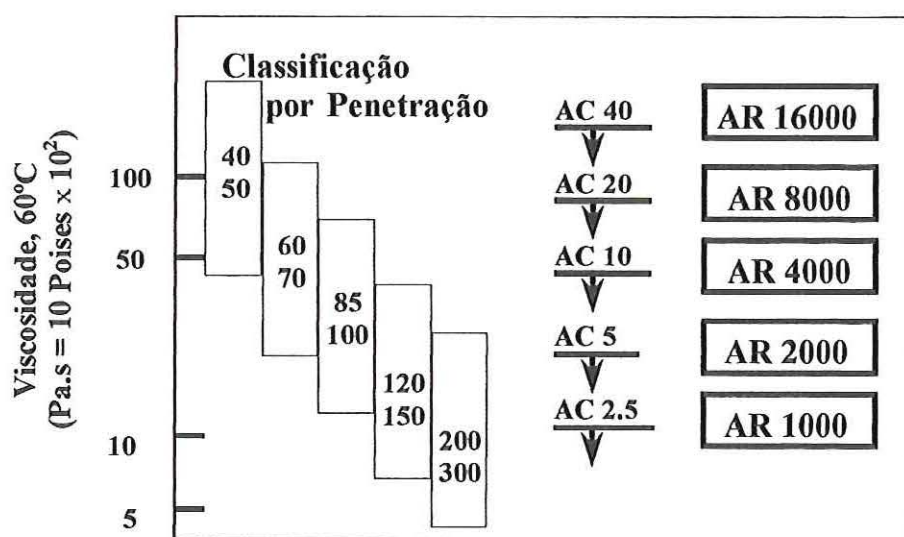 Classificação
por Penetração
Viscosidade, 60ºC
(Pa.s = 10 Poises x 10²)
100
50
10
5
40
50
60
70
85
100
120
150
200
300
AC 40
AC 20
AC 10
AC 5
AC 2.5
AR 16000
AR 8000
AR 4000
AR 2000
AR 1000